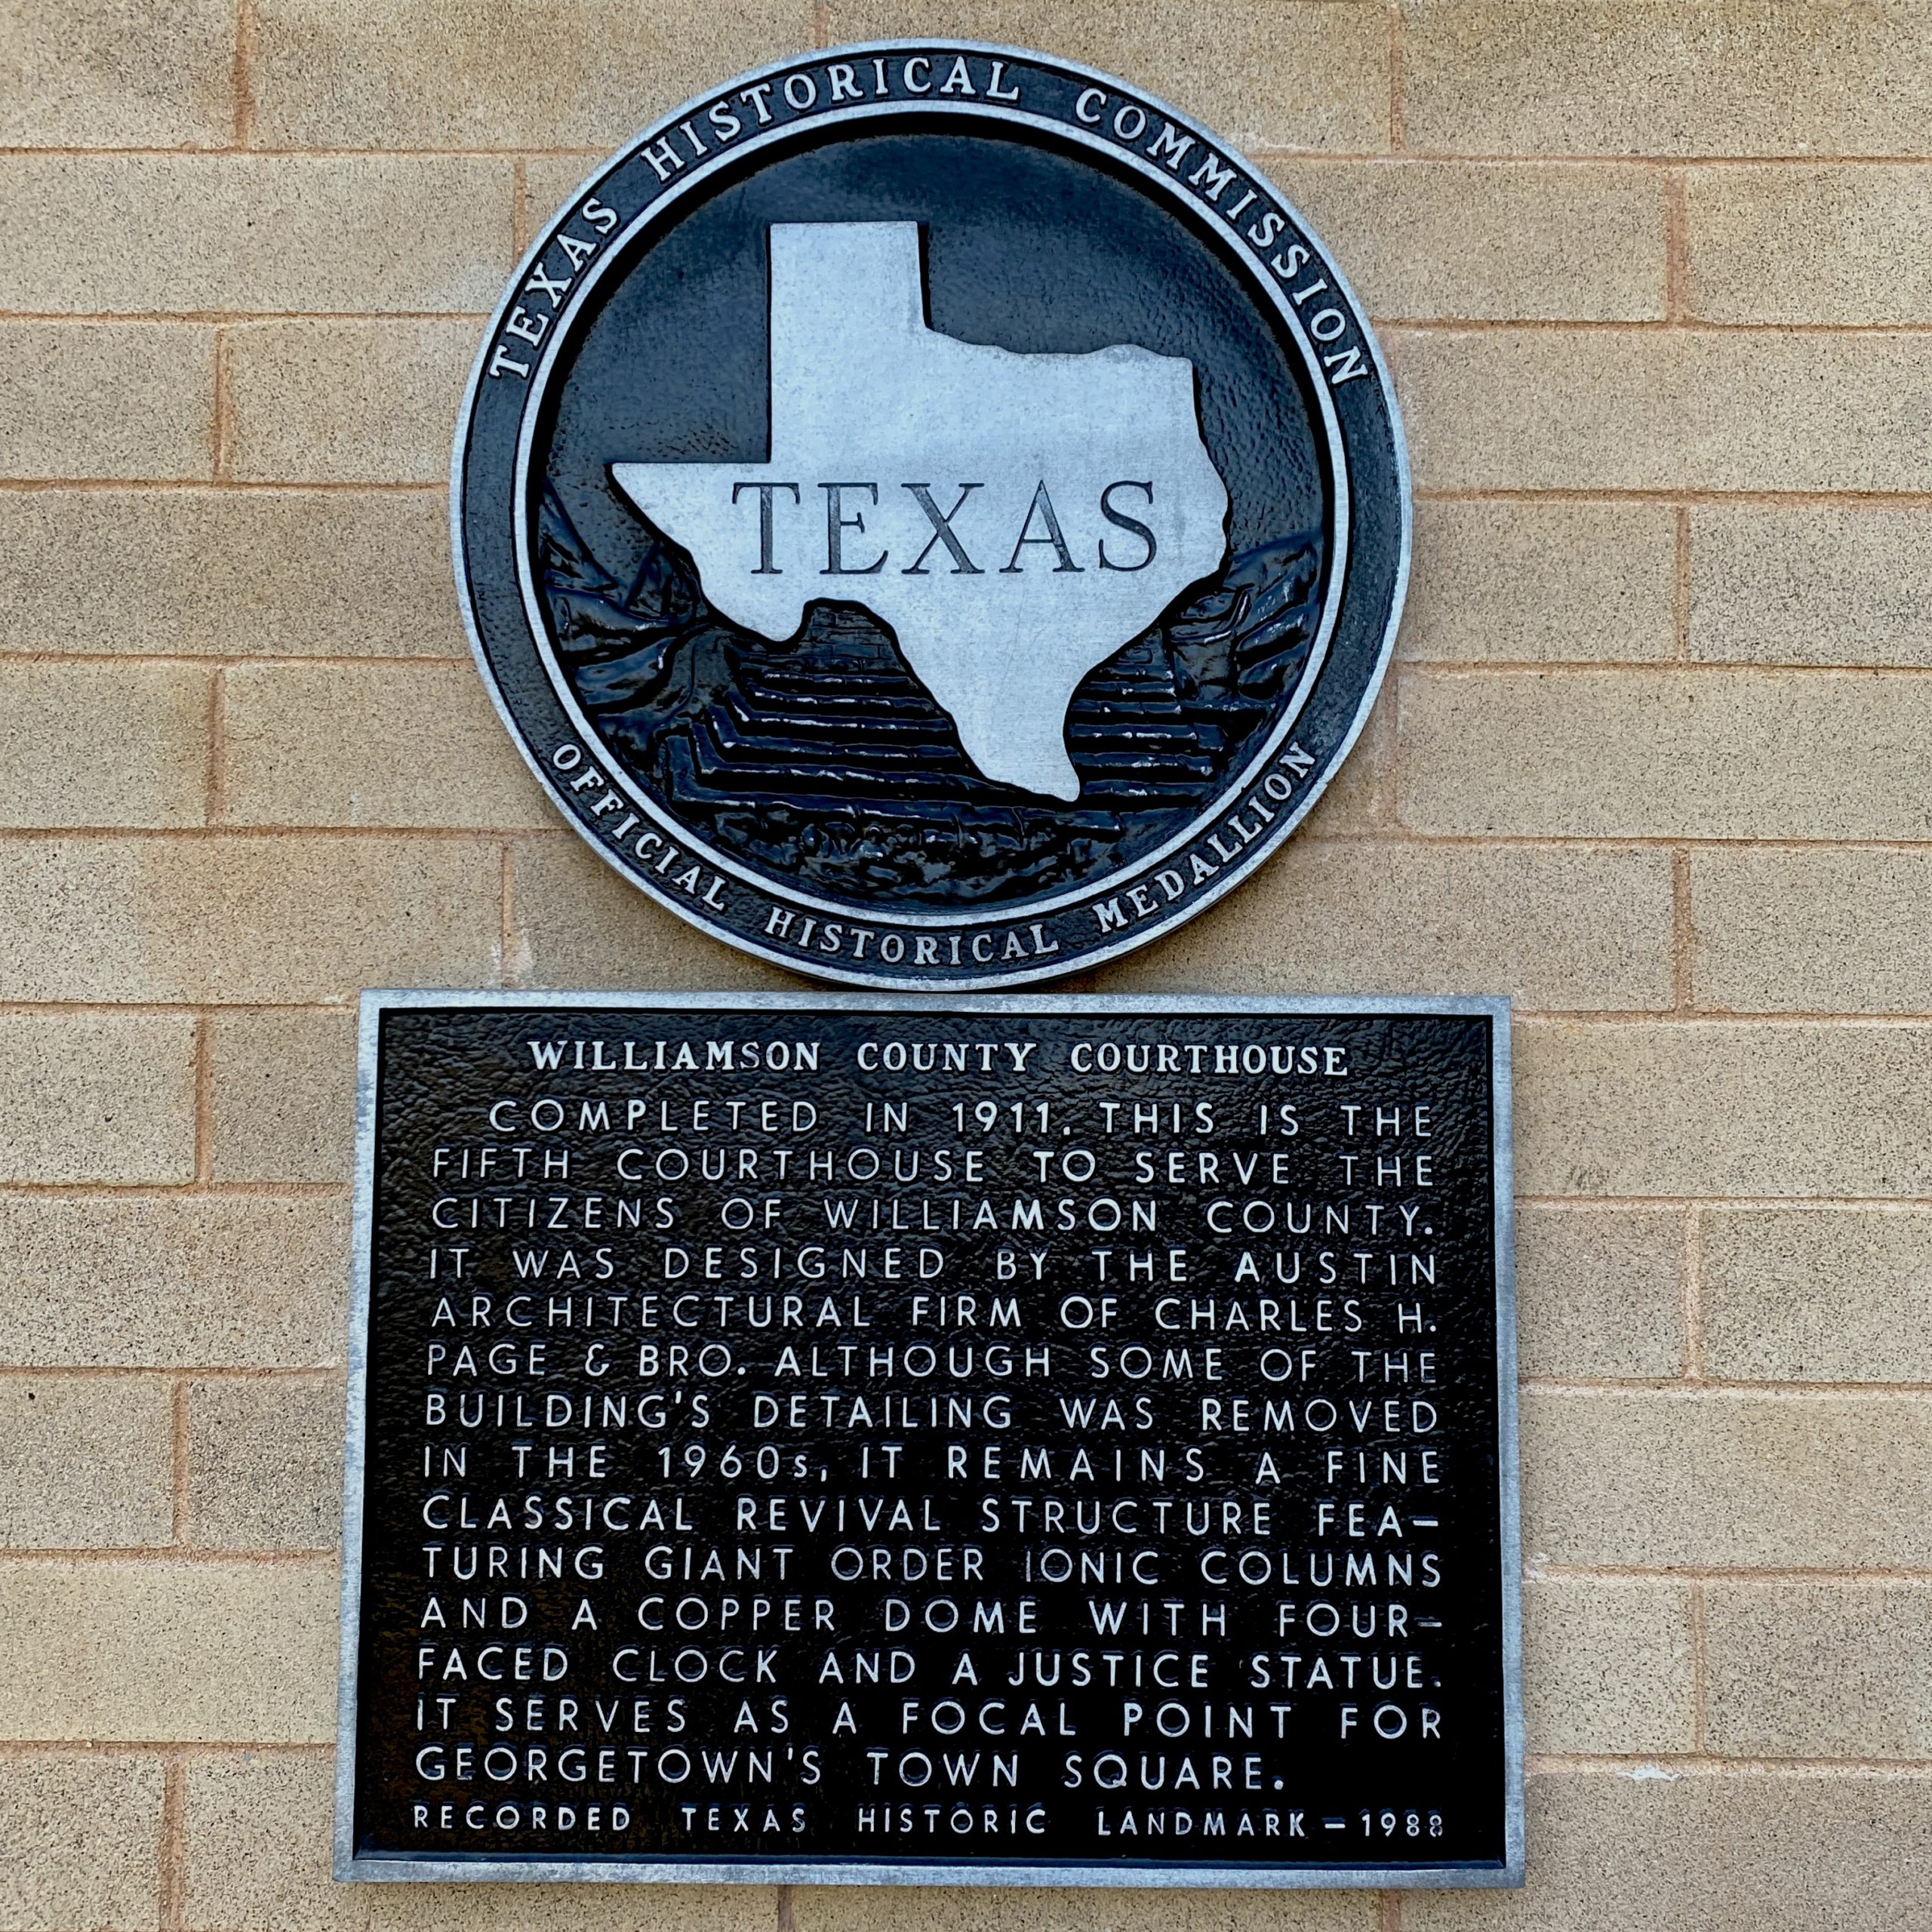 TEXAS HISTORICAL COMMISSION
TEXAS
OFFICIAL HISTORICAL MEDALLION
WILLIAMSON COUNTY COURTHOUSE
COMPLETED IN 1911, THIS IS THE
FIFTH COURTHOUSE TO SERVE THE
CITIZENS OF WILLIAMSON COUNTY.
IT WAS DESIGNED BY THE AUSTIN
ARCHITECTURAL FIRM OF CHARLES H.
PAGE & BRO. ALTHOUGH SOME OF THE
BUILDING'S DETAILING WAS REMOVED
IN THE 1960s, IT REMAINS A FINE
CLASSICAL REVIVAL STRUCTURE FEA-
TURING GIANT ORDER IONIC COLUMNS
AND A COPPER DOME WITH FOUR-
FACED CLOCK AND A JUSTICE STATUE.
IT SERVES AS A FOCAL POINT FOR
GEORGETOWN'S TOWN SQUARE.
RECORDED TEXAS HISTORIC LANDMARK - 1988